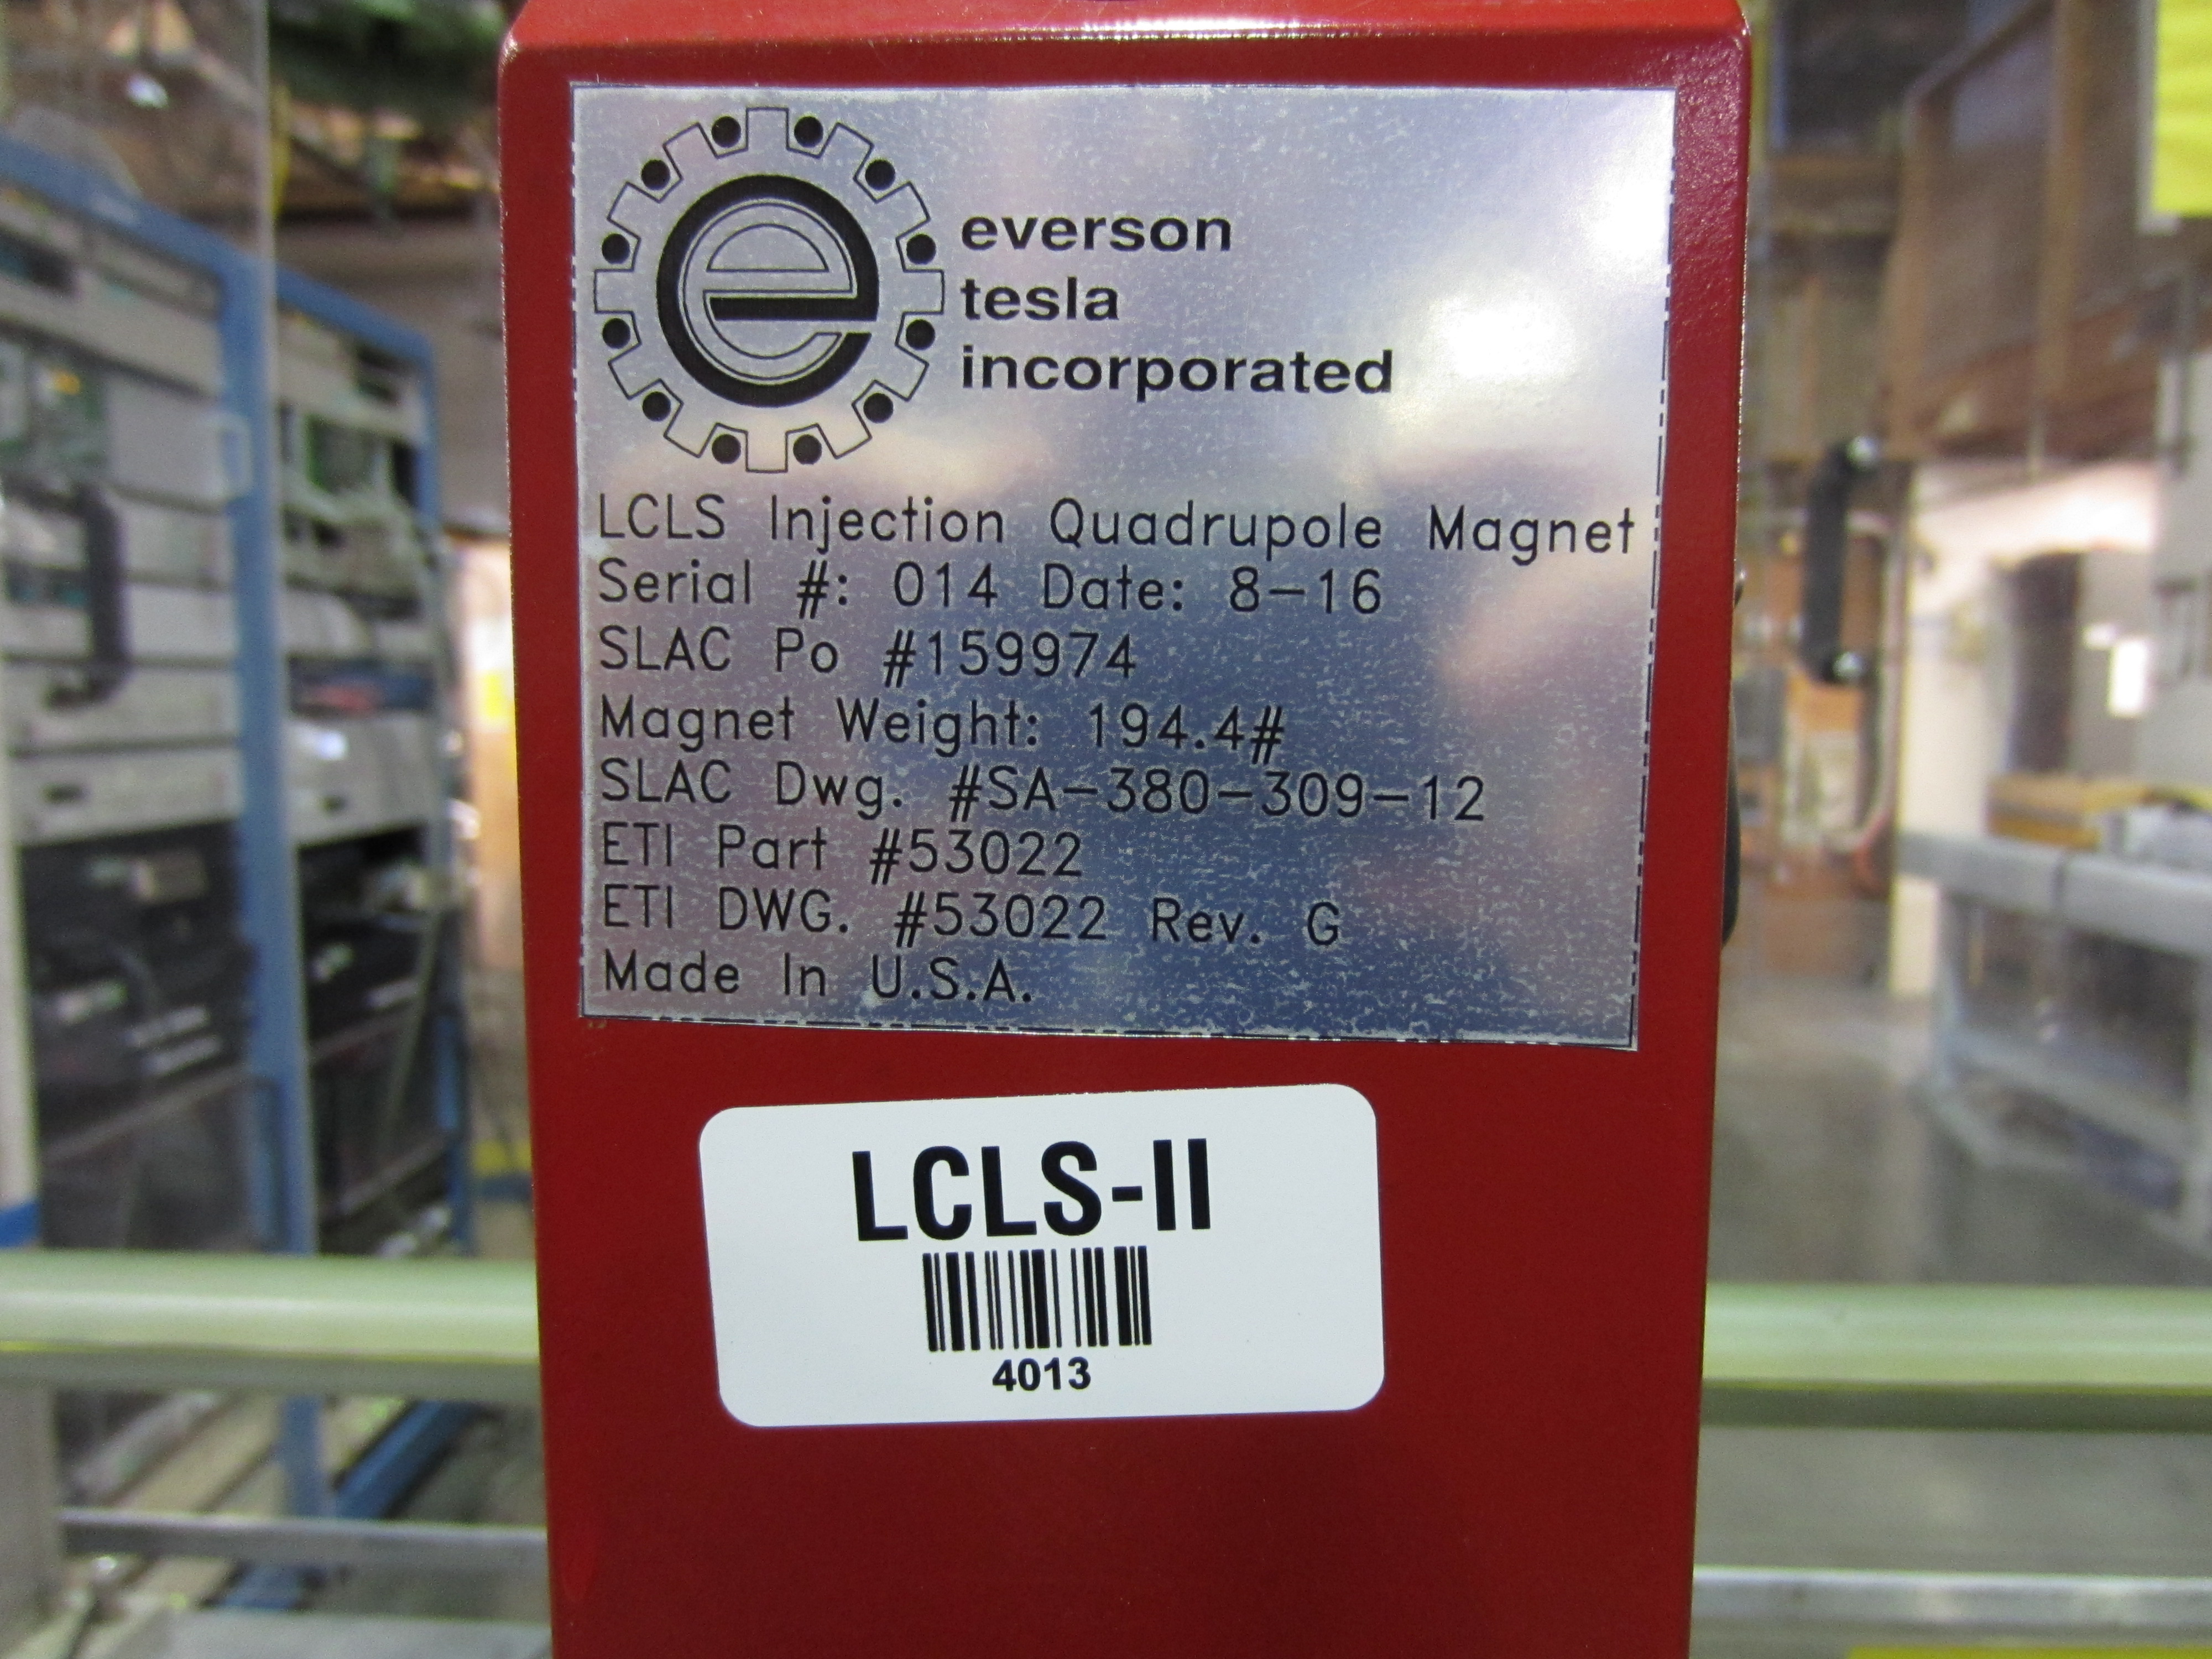 e
everson
tesla
incorporated
LCLS Injection Quadrupole Magnet
Serial #: 014 Date: 8-16
SLAC Po #159974
Magnet Weight: 194.4#
SLAC Dwg. #SA-380-309-12
ETI Part #53022
ETI DWG. #53022 Rev. G
Made In U.S.A.
LCLS-II
4013